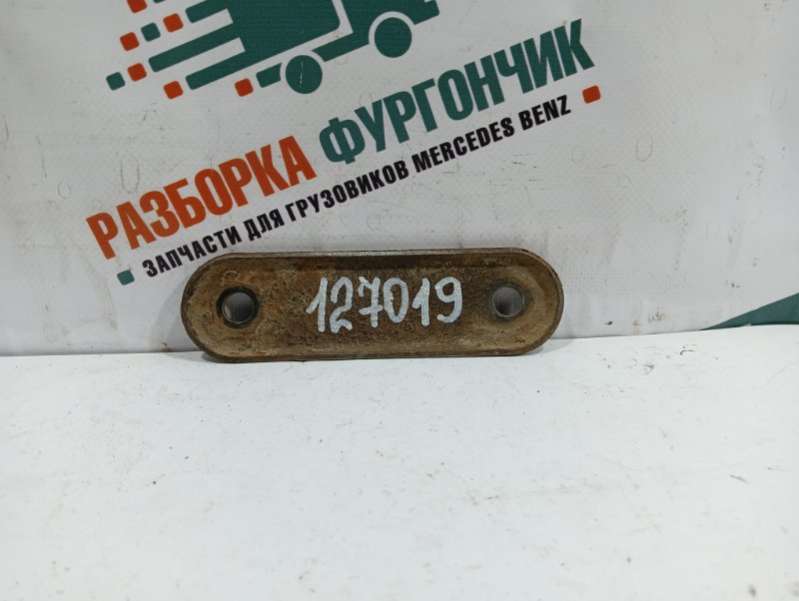 РАЗБОРКА ФУРГОНЧИК
ЗАПЧАСТИ ДЛЯ ГРУЗОВИКОВ MERCEDES BENZ
127019